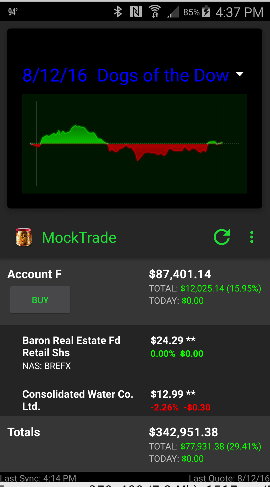 94° 85% 4:37 PM
8/12/16 Dogs of the Dow
MockTrade
Account F $87,401.14
TOTAL: $12,025.14 (15.95%)
BUY
TODAY: $0.00
Baron Real Estate Fd $24.29 **
Retail Shs 0.00% $0.00
NAS: BREFX
Consolidated Water Co. $12.99 **
Ltd. -2.26% -$0.30
Totals $342,951.38
TOTAL: $77,931.38 (29.41%)
TODAY: $0.00
Last Sync: 4:14 PM Last Quote: 8/12/16